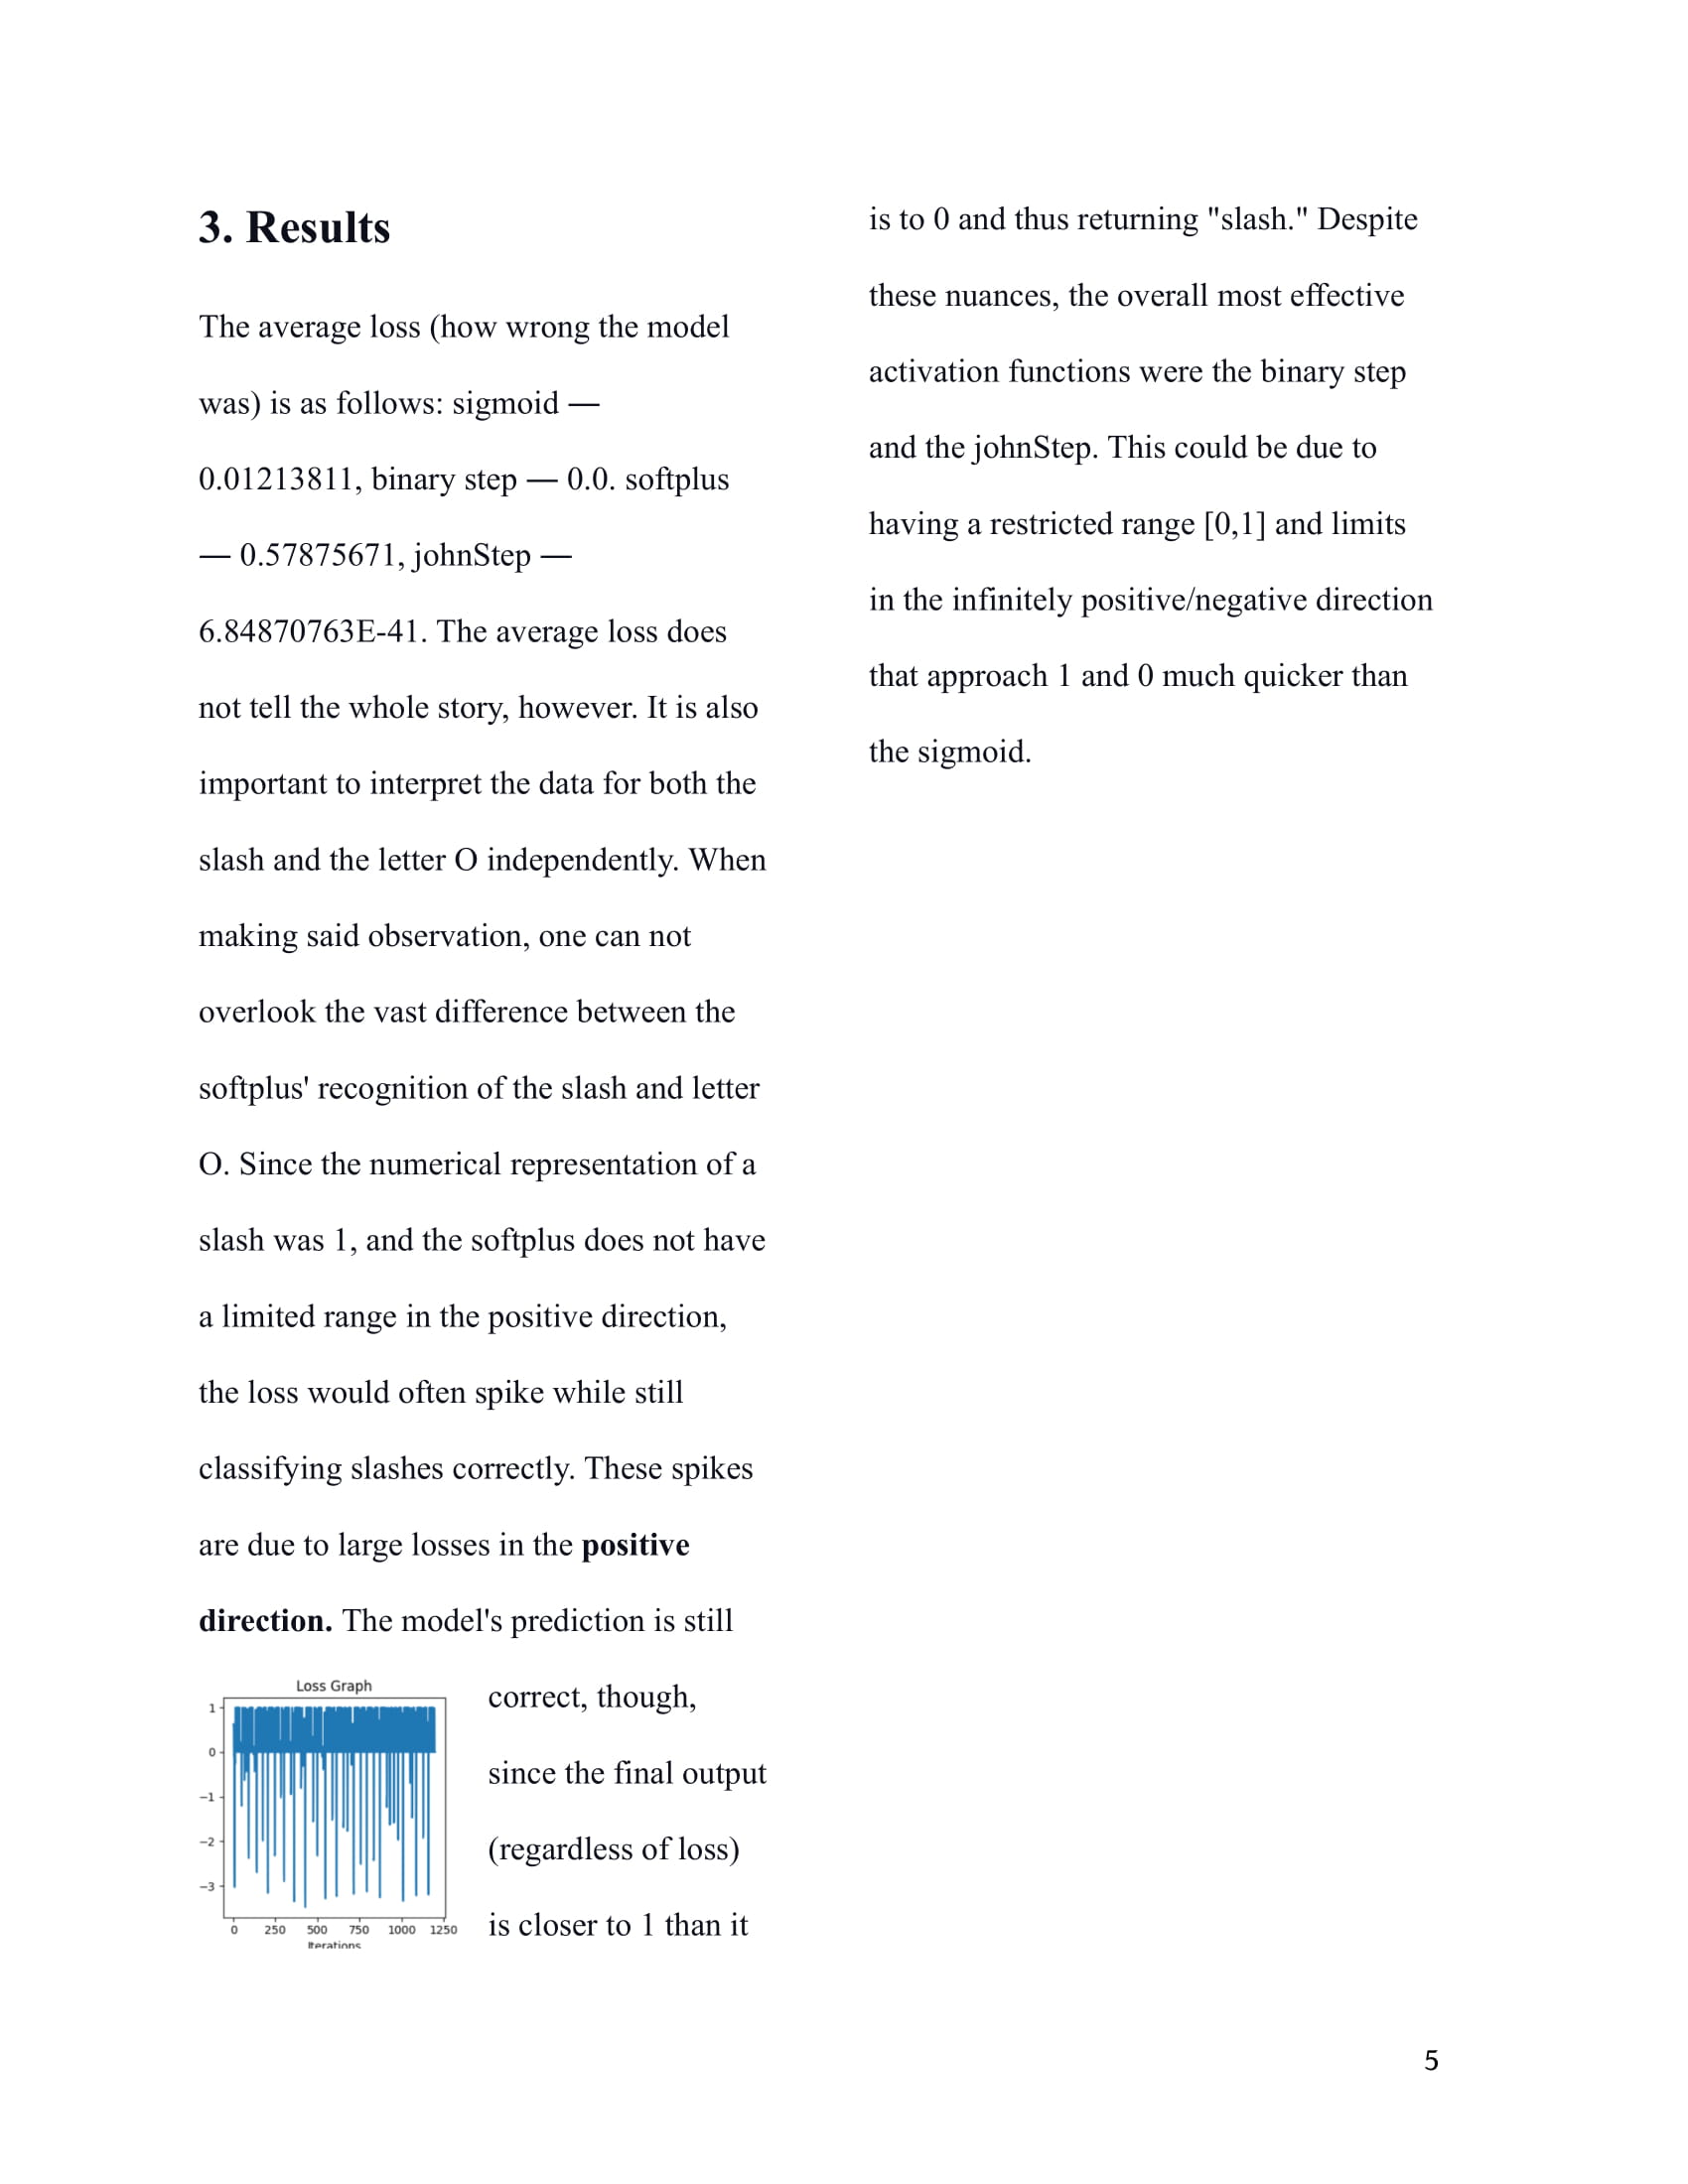 3. Results
The average loss (how wrong the model
was) is as follows: sigmoid —
0.01213811, binary step — 0.0. softplus
— 0.57875671, johnStep —
6.84870763E-41. The average loss does
not tell the whole story, however. It is also
important to interpret the data for both the
slash and the letter O independently. When
making said observation, one can not
overlook the vast difference between the
softplus' recognition of the slash and letter
O. Since the numerical representation of a
slash was 1, and the softplus does not have
a limited range in the positive direction,
the loss would often spike while still
classifying slashes correctly. These spikes
are due to large losses in the positive
direction. The model's prediction is still
correct, though,
since the final output
(regardless of loss)
is closer to 1 than it
Loss Graph
1
0
−1
−2
−3
0 250 500 750 1000 1250
Iterations
is to 0 and thus returning "slash." Despite
these nuances, the overall most effective
activation functions were the binary step
and the johnStep. This could be due to
having a restricted range [0,1] and limits
in the infinitely positive/negative direction
that approach 1 and 0 much quicker than
the sigmoid.
5